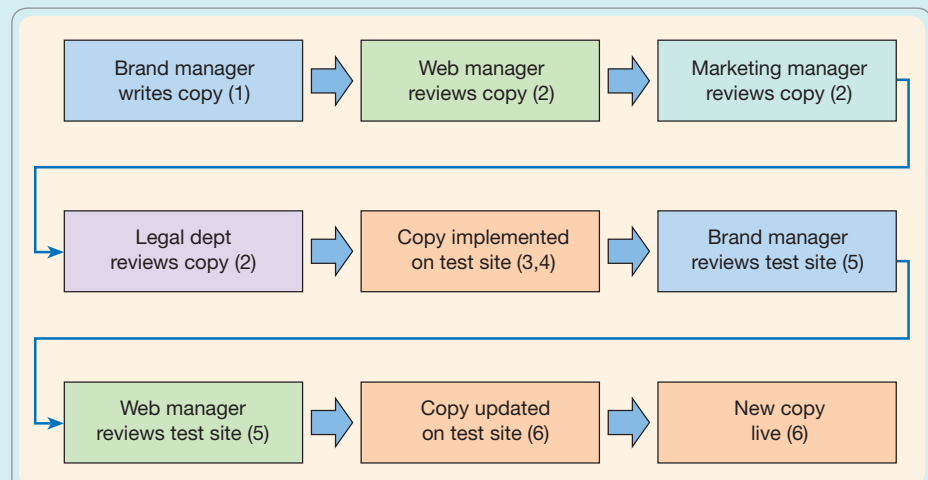 Brand manager
writes copy (1)
Web manager
reviews copy (2)
Marketing manager
reviews copy (2)
Legal dept
reviews copy (2)
Copy implemented
on test site (3,4)
Brand manager
reviews test site (5)
Web manager
reviews test site (5)
Copy updated
on test site (6)
New copy
live (6)